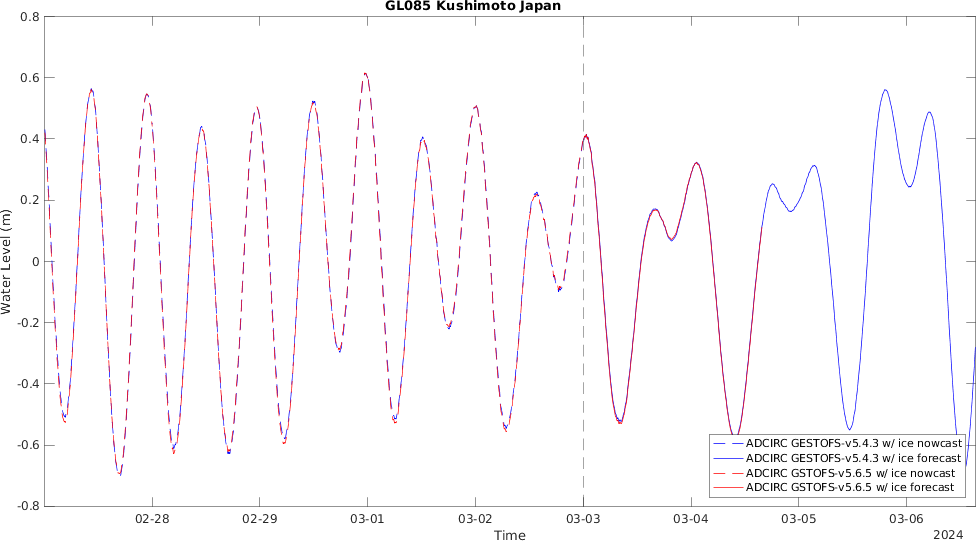 GL085 Kushimoto Japan
0.8
0.6
0.4
0.2
0
-0.2
-0.4
-0.6
-0.8
Water Level (m)
ADCIRC GESTOFS-v5.4.3 w/ ice nowcast
ADCIRC GESTOFS-v5.4.3 w/ ice forecast
ADCIRC GSTOFS-v5.6.5 w/ ice nowcast
ADCIRC GSTOFS-v5.6.5 w/ ice forecast
02-28 02-29 03-01 03-02 03-03 03-04 03-05 03-06
Time
2024